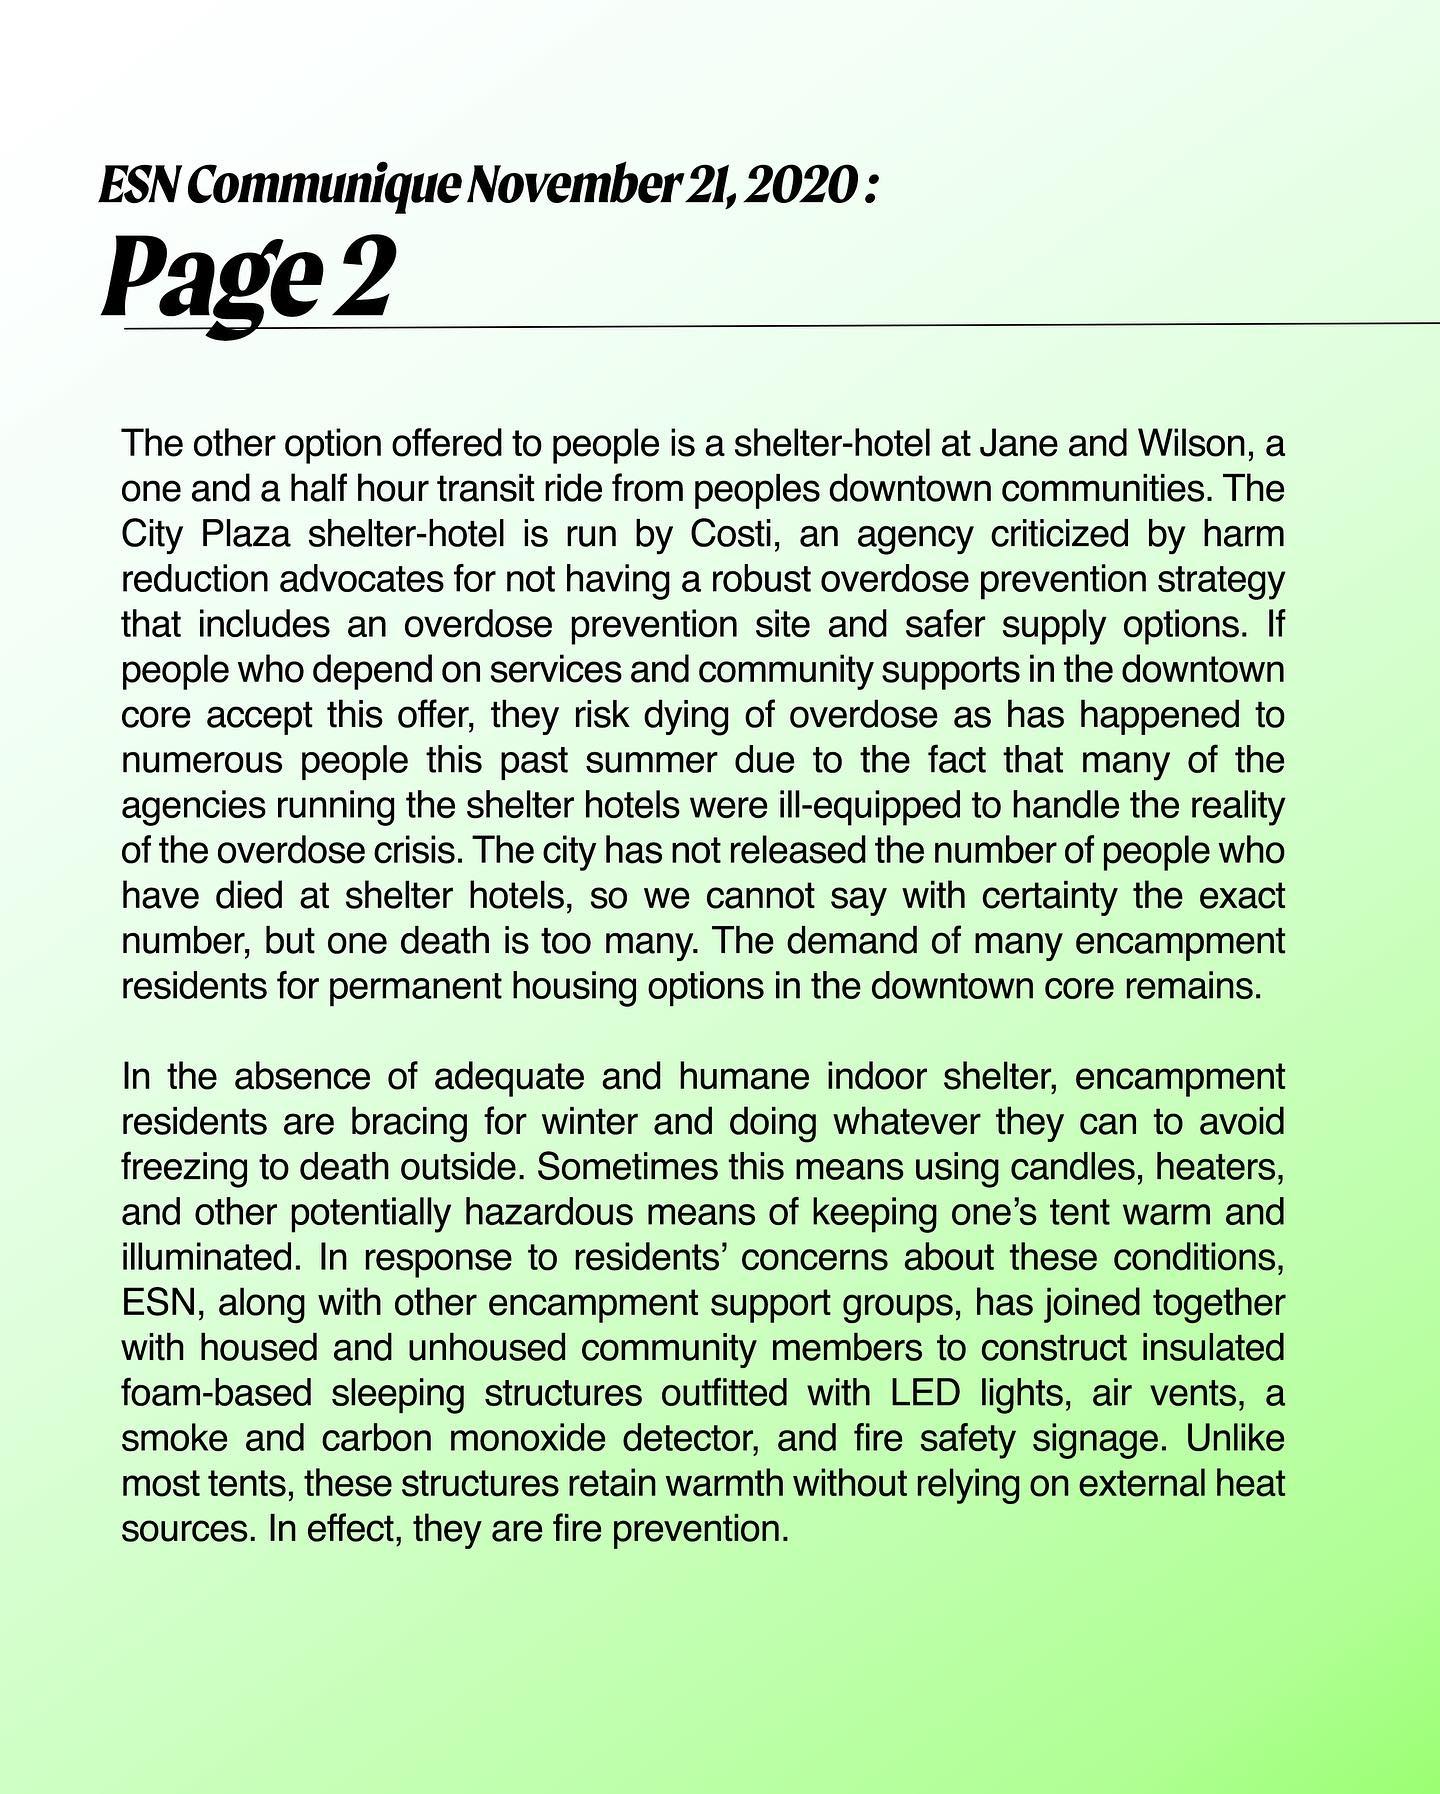 ESN Communique November 21, 2020 :
Page 2
The other option offered to people is a shelter-hotel at Jane and Wilson, a
one and a half hour transit ride from peoples downtown communities. The
City Plaza shelter-hotel is run by Costi, an agency criticized by harm
reduction advocates for not having a robust overdose prevention strategy
that includes an overdose prevention site and safer supply options. If
people who depend on services and community supports in the downtown
core accept this offer, they risk dying of overdose as has happened to
numerous people this past summer due to the fact that many of the
agencies running the shelter hotels were ill-equipped to handle the reality
of the overdose crisis. The city has not released the number of people who
have died at shelter hotels, so we cannot say with certainty the exact
number, but one death is too many. The demand of many encampment
residents for permanent housing options in the downtown core remains.
In the absence of adequate and humane indoor shelter, encampment
residents are bracing for winter and doing whatever they can to avoid
freezing to death outside. Sometimes this means using candles, heaters,
and other potentially hazardous means of keeping one’s tent warm and
illuminated. In response to residents’ concerns about these conditions,
ESN, along with other encampment support groups, has joined together
with housed and unhoused community members to construct insulated
foam-based sleeping structures outfitted with LED lights, air vents, a
smoke and carbon monoxide detector, and fire safety signage. Unlike
most tents, these structures retain warmth without relying on external heat
sources. In effect, they are fire prevention.